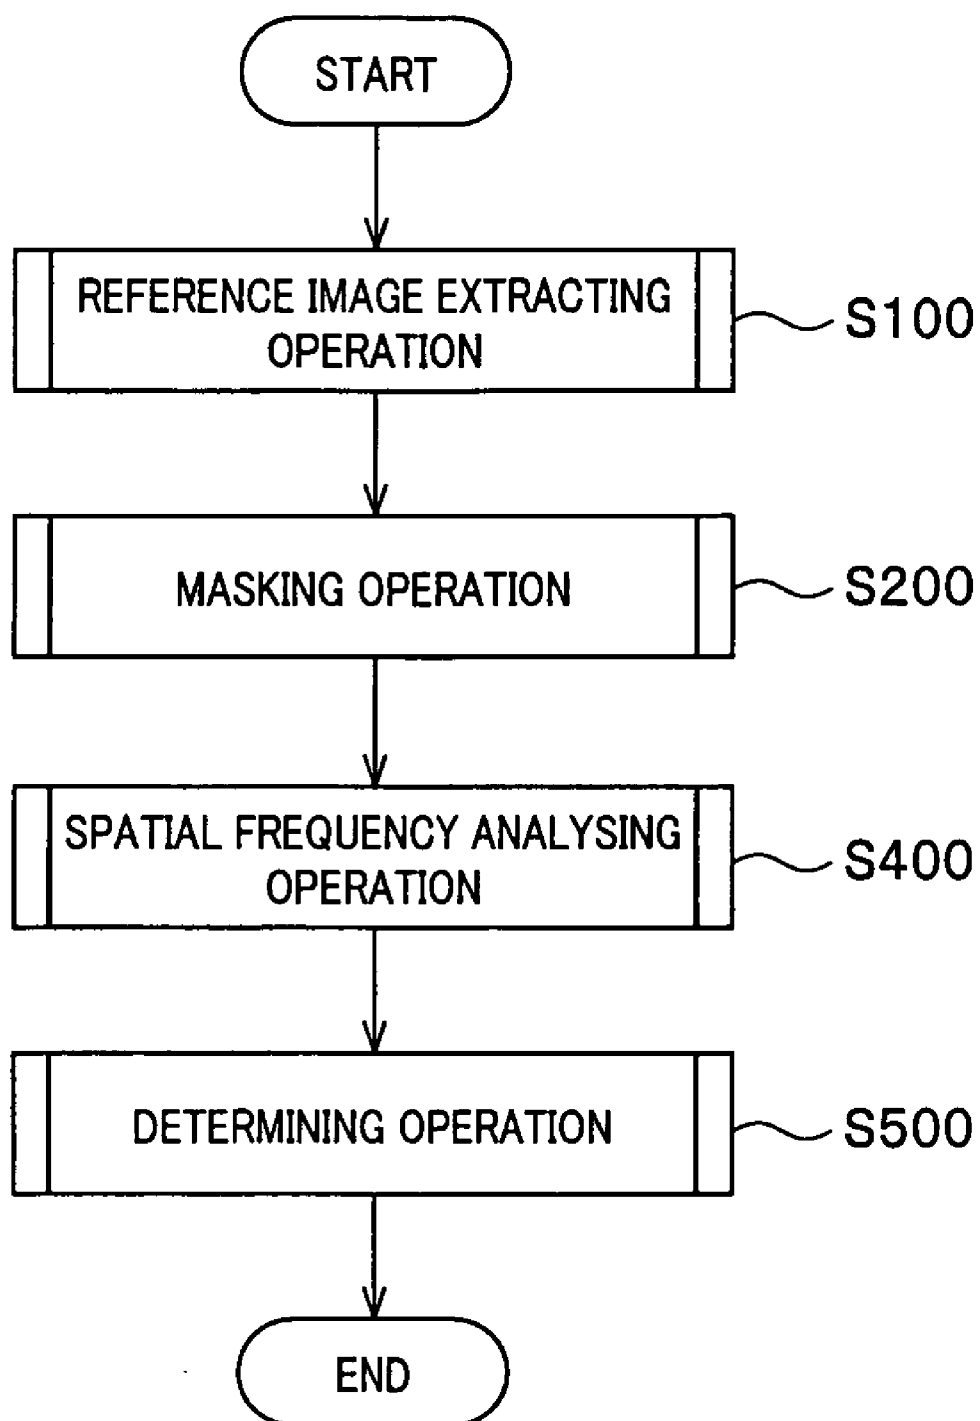 START
REFERENCE IMAGE EXTRACTING
OPERATION
S100
MASKING OPERATION
S200
SPATIAL FREQUENCY ANALYSING
OPERATION
S400
DETERMINING OPERATION
S500
END